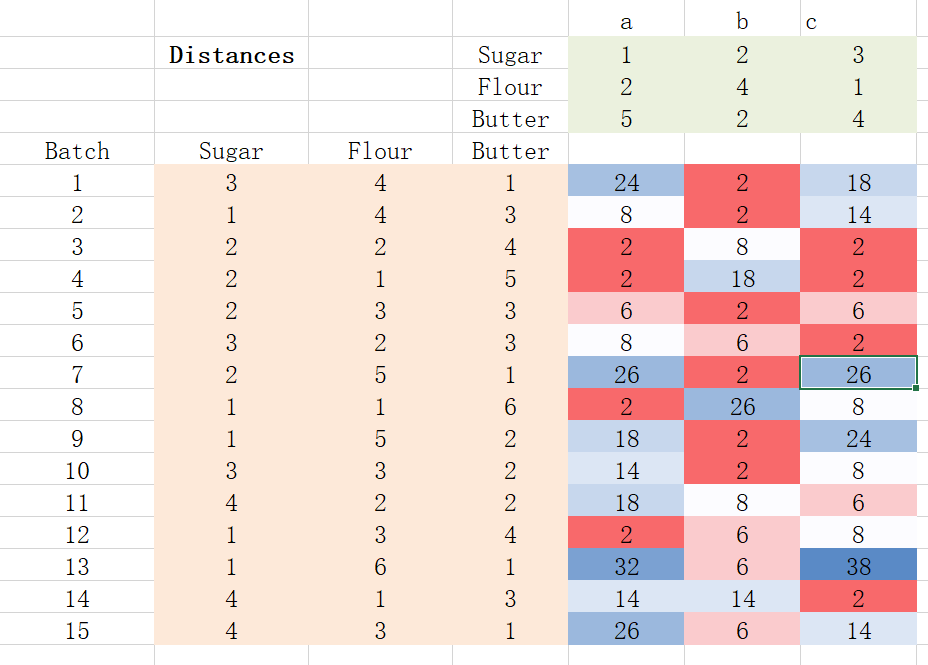 a b c
Distances Sugar 1 2 3
Flour 2 4 1
Butter 5 2 4
Batch Sugar Flour Butter
1 3 4 1 24 2 18
2 1 4 3 8 2 14
3 2 2 4 2 8 2
4 2 1 5 2 18 2
5 2 3 3 6 2 6
6 3 2 3 8 6 2
7 2 5 1 26 2 26
8 1 1 6 2 26 8
9 1 5 2 18 2 24
10 3 3 2 14 2 8
11 4 2 2 18 8 6
12 1 3 4 2 6 8
13 1 6 1 32 6 38
14 4 1 3 14 14 2
15 4 3 1 26 6 14